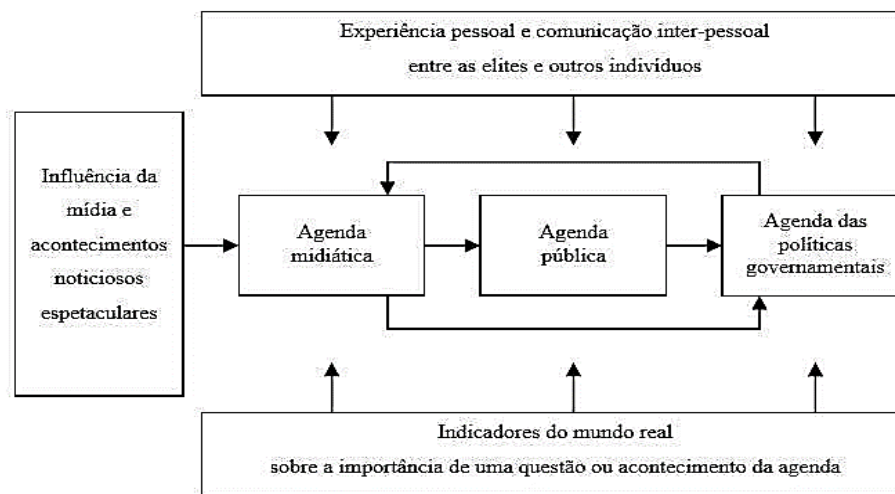 Experiência pessoal e comunicação inter-pessoal
entre as elites e outros indivíduos
Influência da
mídia e
acontecimentos
noticiosos
espetaculares
Agenda
midiática
Agenda
pública
Agenda das
políticas
governamentais
Indicadores do mundo real
sobre a importância de uma questão ou acontecimento da agenda